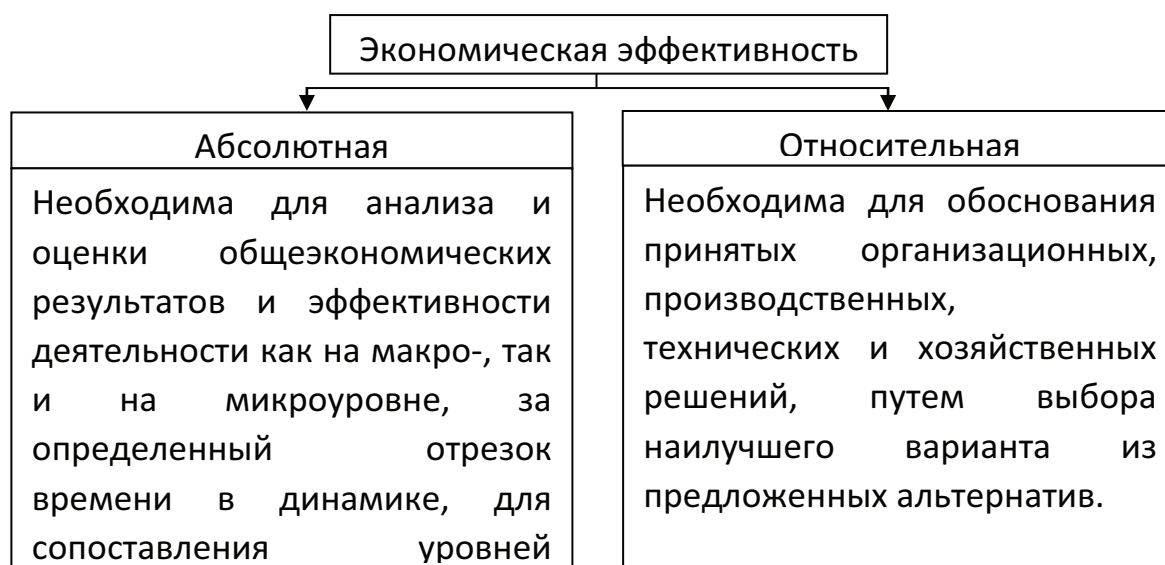 Экономическая эффективность
Абсолютная
Необходима для анализа и
оценки общеэкономических
результатов и эффективности
деятельности как на макро-, так
и на микроуровне, за
определенный отрезок
времени в динамике, для
сопоставления уровней
Относительная
Необходима для обоснования
принятых организационных,
производственных,
технических и хозяйственных
решений, путем выбора
наилучшего варианта из
предложенных альтернатив.